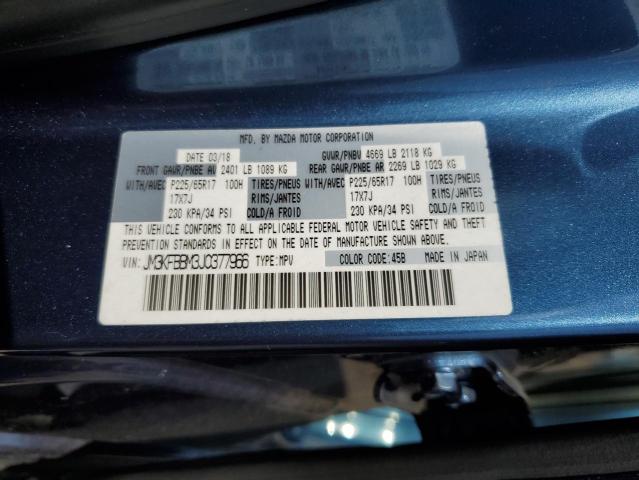 MFD. BY MAZDA MOTOR CORPORATION
DATE 03/18 GVWR/PNBV 4669 LB 2118 KG
FRONT GAWR/PNBE AV 2401 LB 1089 KG REAR GAWR/PNBE AR 2269 LB 1029 KG
WITH/AVEC P225/65R17 100H TIRES/PNEUS WITH/AVEC P225/65R17 100H TIRES/PNEUS
17X7J RIMS/JANTES 17X7J RIMS/JANTES
230 KPA/34 PSI COLD/A FROID 230 KPA/34 PSI COLD/A FROID
THIS VEHICLE CONFORMS TO ALL APPLICABLE FEDERAL MOTOR VEHICLE SAFETY AND THEFT
PREVENTION STANDARDS IN EFFECT ON THE DATE OF MANUFACTURE SHOWN ABOVE.
VIN: JM3KFBBM3J0377966 TYPE: MPV COLOR CODE: 45B MADE IN JAPAN